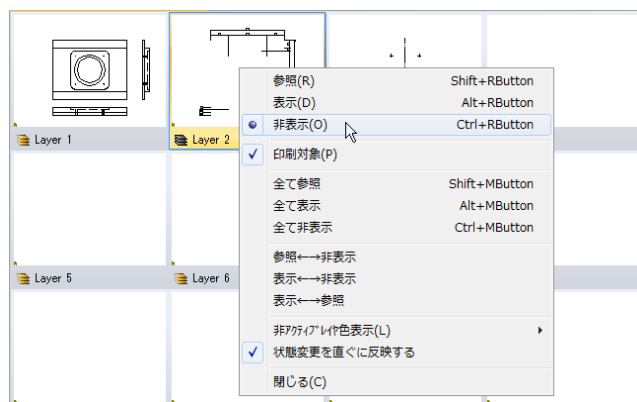 Layer 1
Layer 2
参照(R) Shift+RButton
表示(D) Alt+RButton
非表示(O) Ctrl+RButton
印刷対象(P)
全て参照 Shift+MButton
全て表示 Alt+MButton
全て非表示 Ctrl+MButton
参照←→非表示
表示←→非表示
表示←→参照
非ｱｸﾃｨﾌﾞﾚｲﾔ色表示(L)
状態変更を直ぐに反映する
閉じる(C)
Layer 5
Layer 6